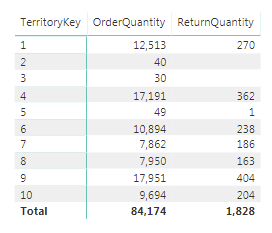 TerritoryKey OrderQuantity ReturnQuantity
1 12,513 270
2 40
3 30
4 17,191 362
5 49 1
6 10,894 238
7 7,862 186
8 7,950 163
9 17,951 404
10 9,694 204
Total 84,174 1,828